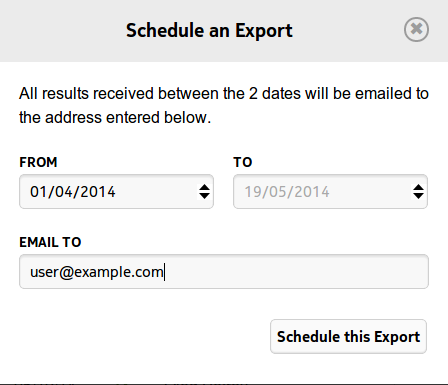 Schedule an Export
All results received between the 2 dates will be emailed to
the address entered below.
FROM
TO
01/04/2014
19/05/2014
EMAIL TO
user@example.com
Schedule this Export